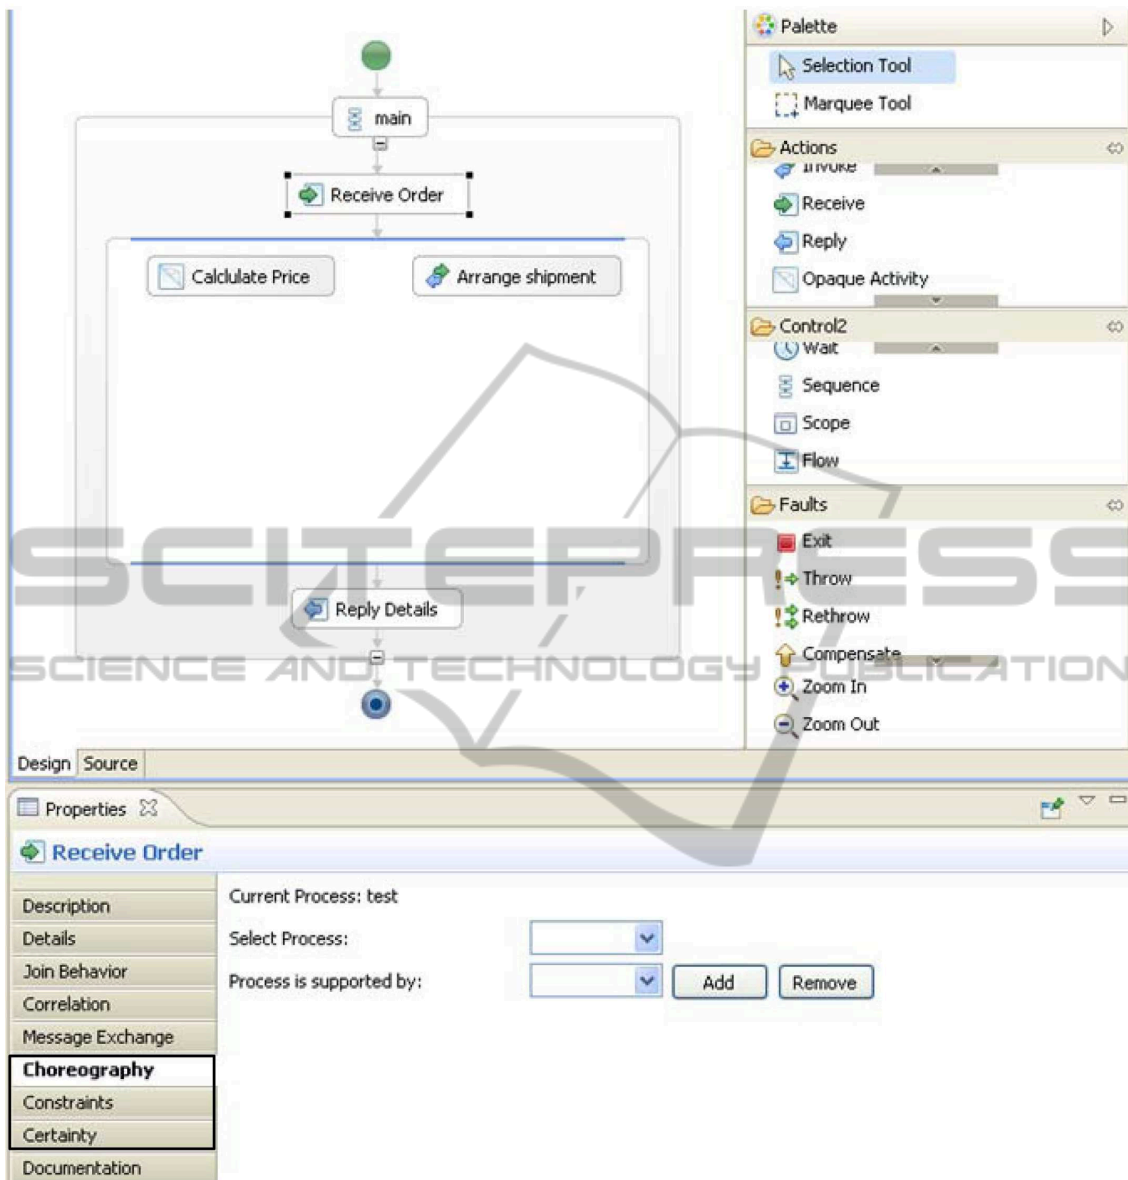 main
Receive Order
Calclulate Price
Arrange shipment
Reply Details
Palette
Selection Tool
Marquee Tool
Actions
Invoke
Receive
Reply
Opaque Activity
Control2
Wait
Sequence
Scope
Flow
Faults
Exit
Throw
Rethrow
Compensate
Zoom In
Zoom Out
SCITEPRESS
SCIENCE AND TECHNOLOGY PUBLICATIONS
Design Source
Properties
Receive Order
Description
Details
Join Behavior
Correlation
Message Exchange
Choreography
Constraints
Certainty
Documentation
Current Process: test
Select Process:
Process is supported by:
Add Remove